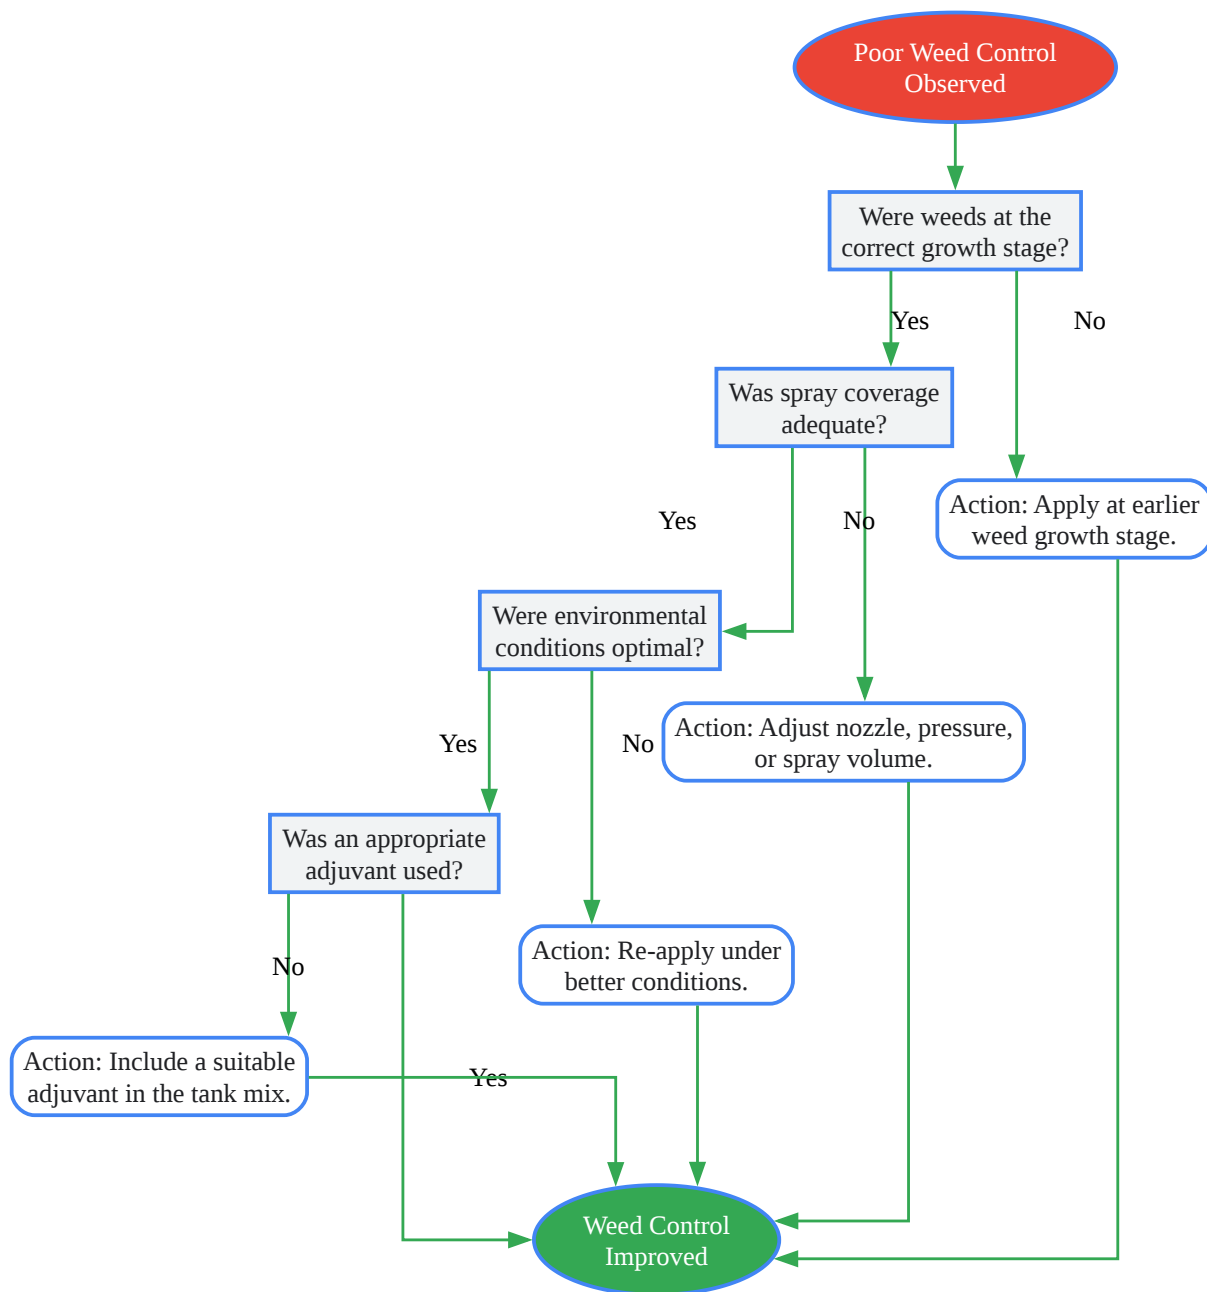 Poor Weed Control
Observed
Were weeds at the
correct growth stage?
Yes
No
Was spray coverage
adequate?
Yes
No
Action: Apply at earlier
weed growth stage.
Were environmental
conditions optimal?
Yes
No
Action: Adjust nozzle, pressure,
or spray volume.
Was an appropriate
adjuvant used?
No
Action: Re-apply under
better conditions.
Action: Include a suitable
adjuvant in the tank mix.
Yes
Weed Control
Improved